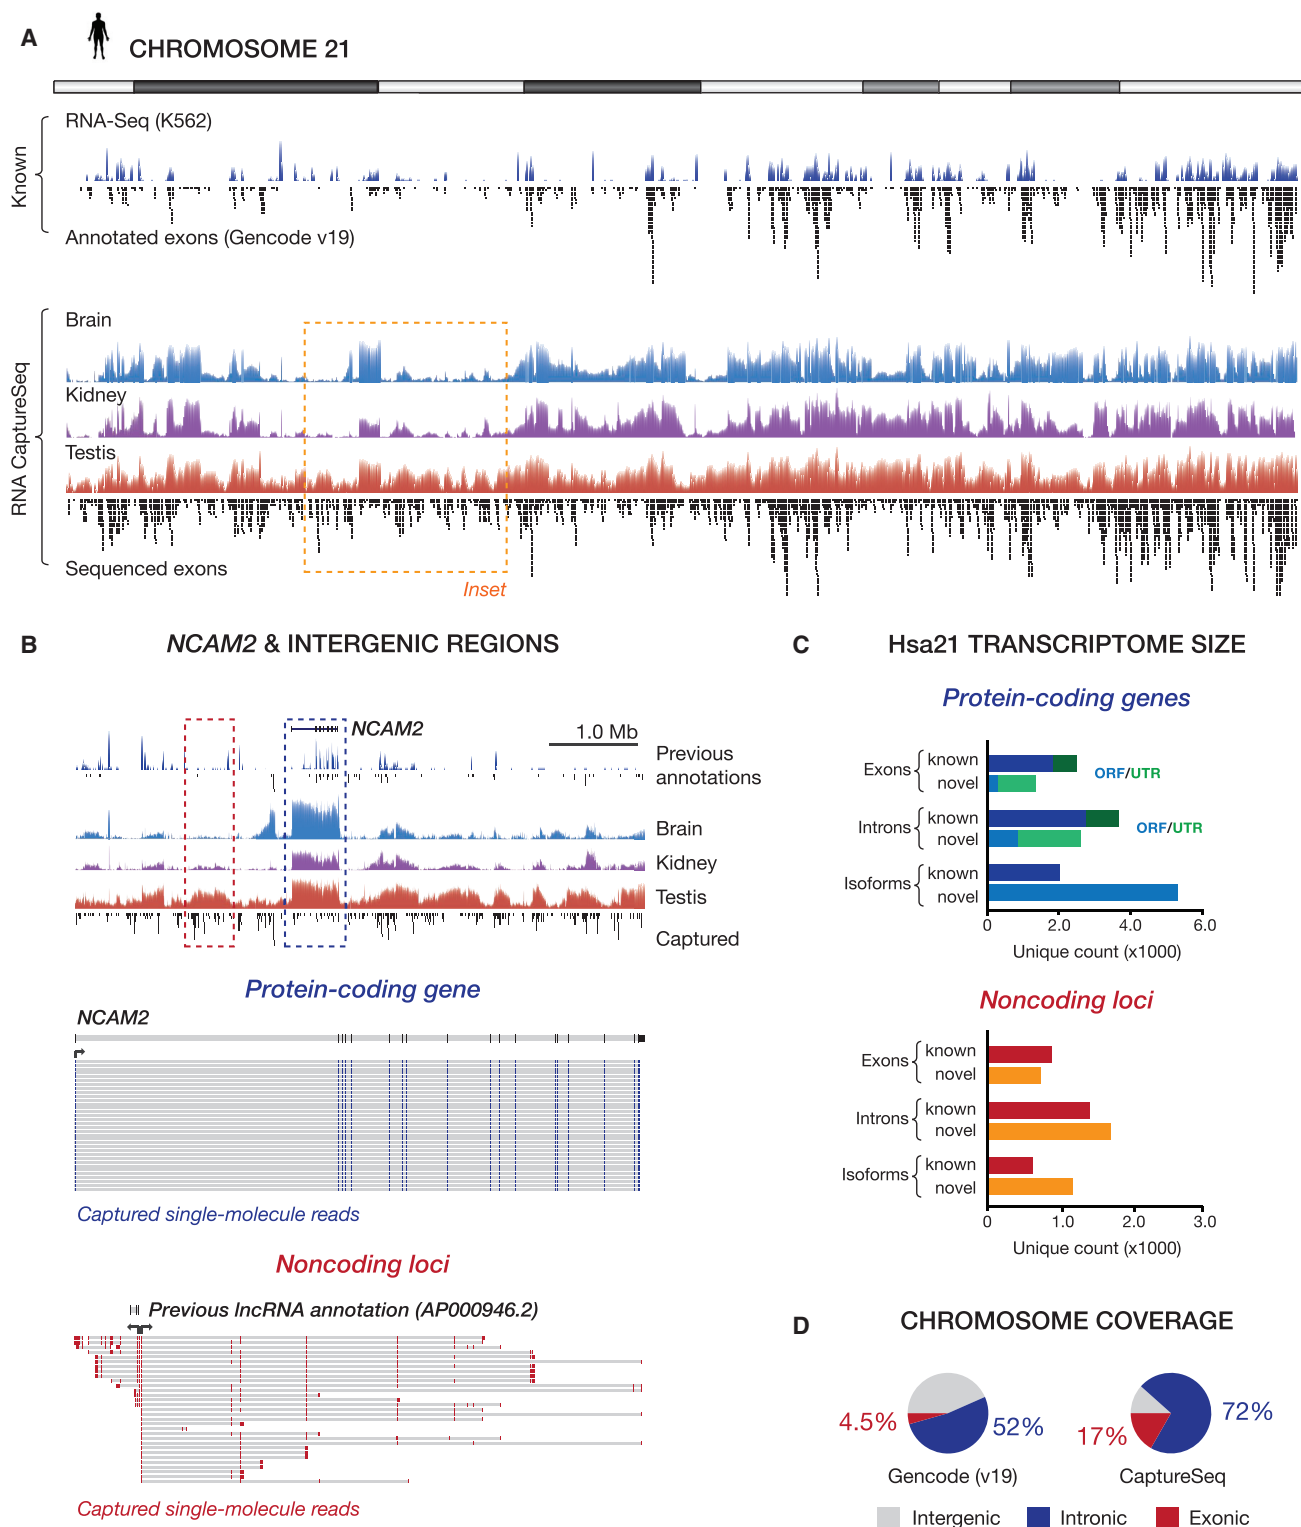 A
CHROMOSOME 21
Known
RNA-Seq (K562)
Annotated exons (Gencode v19)
RNA CaptureSeq
Brain
Kidney
Testis
Sequenced exons
Inset
B
NCAM2 & INTERGENIC REGIONS
NCAM2
1.0 Mb
Previous
annotations
Brain
Kidney
Testis
Captured
Protein-coding gene
NCAM2
Captured single-molecule reads
Noncoding loci
Previous lncRNA annotation (AP000946.2)
Captured single-molecule reads
C
Hsa21 TRANSCRIPTOME SIZE
Protein-coding genes
Exons
known
novel
ORF/UTR
Introns
known
novel
ORF/UTR
Isoforms
known
novel
0 2.0 4.0 6.0
Unique count (x1000)
Noncoding loci
Exons
known
novel
Introns
known
novel
Isoforms
known
novel
0 1.0 2.0 3.0
Unique count (x1000)
D
CHROMOSOME COVERAGE
4.5%
52%
Gencode (v19)
17%
72%
CaptureSeq
Intergenic
Intronic
Exonic